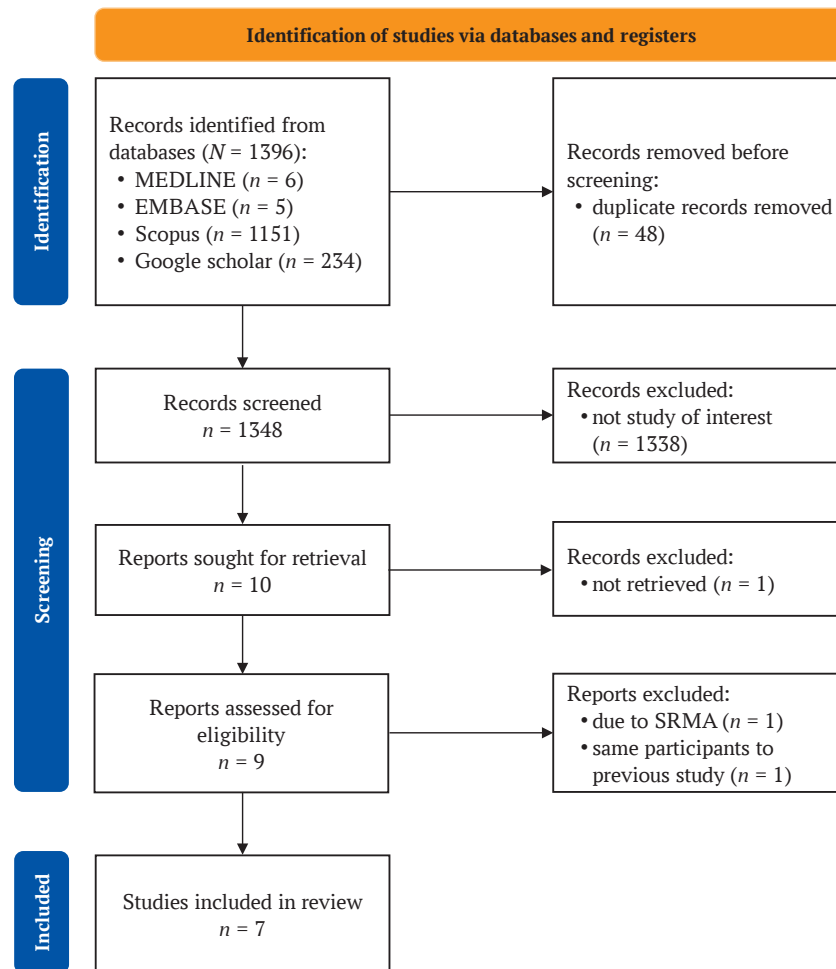 Identification of studies via databases and registers
Identification
Records identified from
databases (N = 1396):
• MEDLINE (n = 6)
• EMBASE (n = 5)
• Scopus (n = 1151)
• Google scholar (n = 234)
Records removed before
screening:
• duplicate records removed
(n = 48)
Screening
Records screened
n = 1348
Records excluded:
• not study of interest
(n = 1338)
Reports sought for retrieval
n = 10
Records excluded:
• not retrieved (n = 1)
Reports assessed for
eligibility
n = 9
Reports excluded:
• due to SRMA (n = 1)
• same participants to
previous study (n = 1)
Included
Studies included in review
n = 7